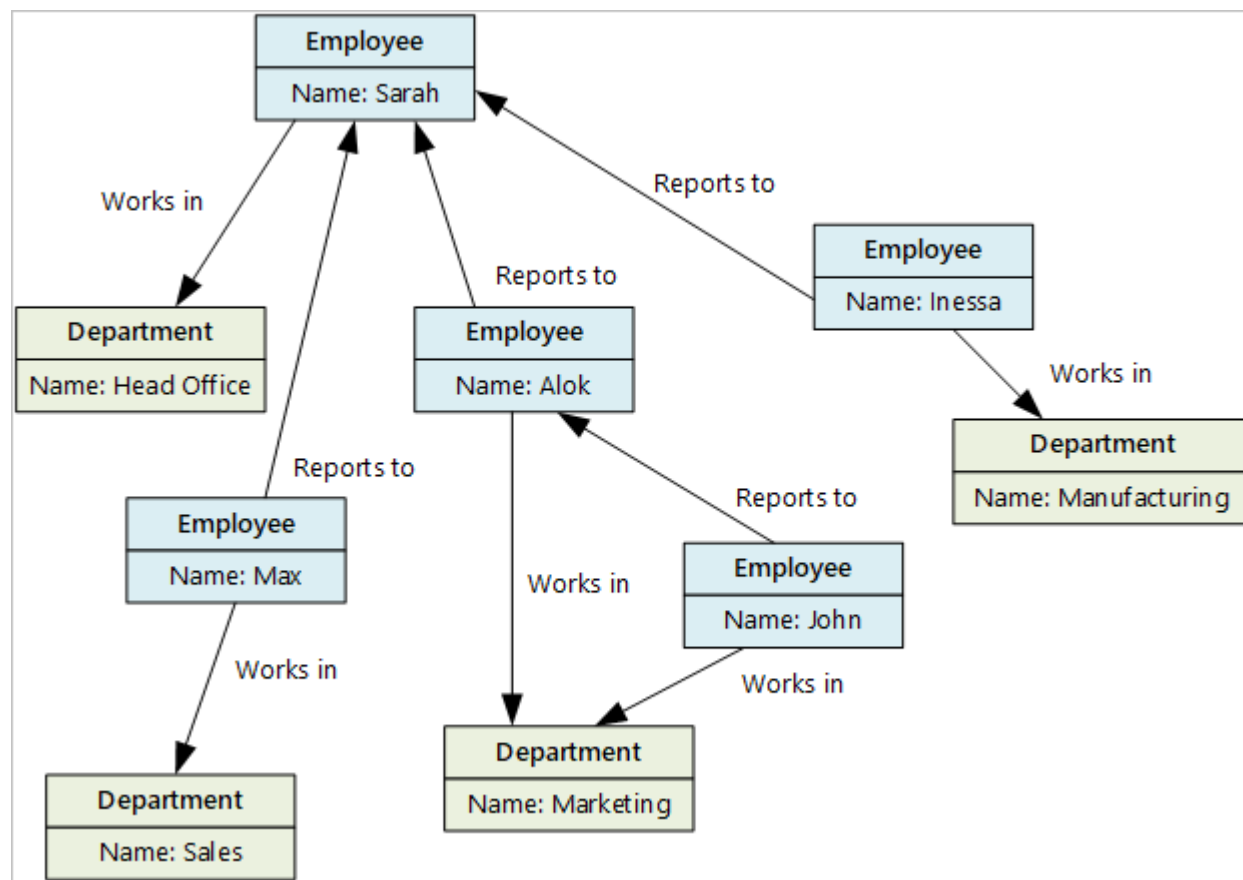 Employee
Name: Sarah
Works in
Reports to
Employee
Name: Inessa
Reports to
Department
Name: Head Office
Employee
Name: Alok
Works in
Department
Name: Manufacturing
Reports to
Employee
Name: Max
Reports to
Employee
Name: John
Works in
Works in
Works in
Department
Name: Marketing
Department
Name: Sales